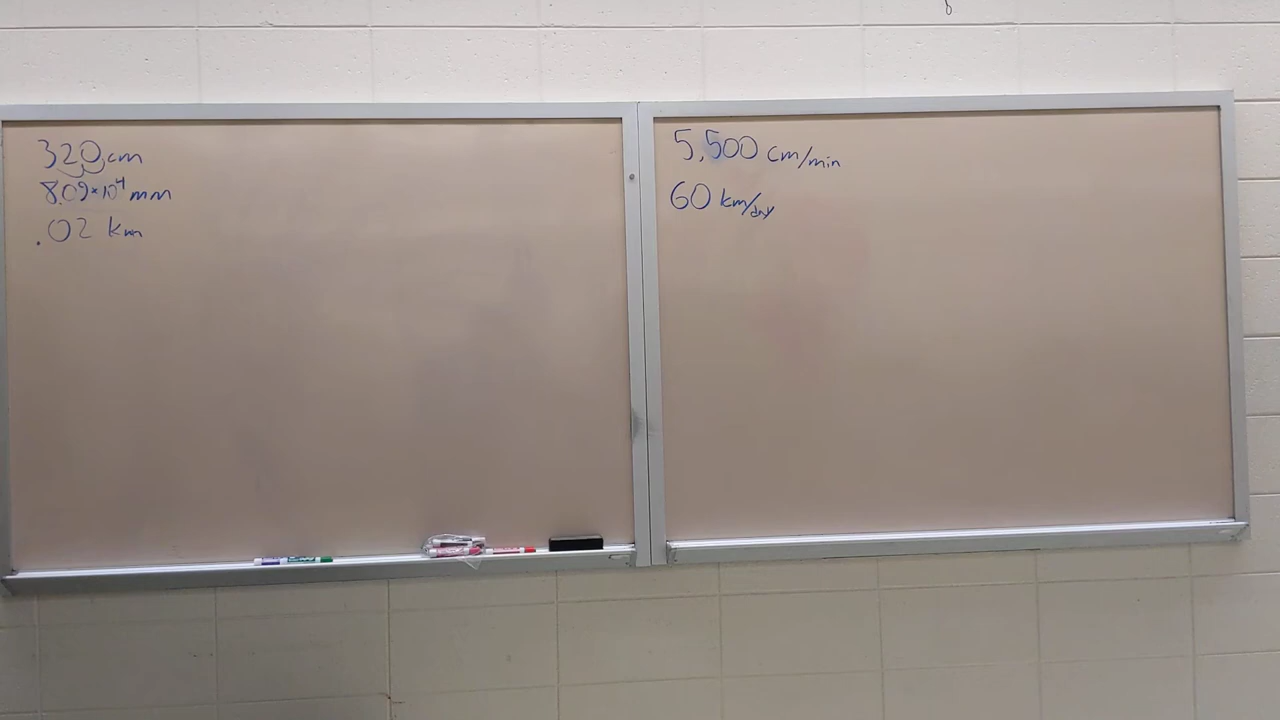 320 cm
8.09×10⁴ mm
.02 km
5,500 cm/min
60 km/day